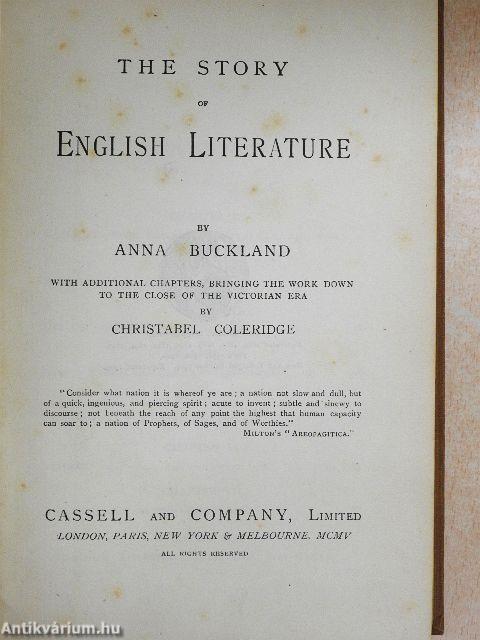 THE STORY
OF
ENGLISH LITERATURE
BY
ANNA BUCKLAND
WITH ADDITIONAL CHAPTERS, BRINGING THE WORK DOWN
TO THE CLOSE OF THE VICTORIAN ERA
BY
CHRISTABEL COLERIDGE
"Consider what nation it is whereof ye are; a nation not slow and dull, but
of a quick, ingenious, and piercing spirit; acute to invent; subtle and sinewy to
discourse; not beneath the reach of any point the highest that human capacity
can soar to; a nation of Prophets, of Sages, and of Worthies."
MILTON'S "AREOPAGITICA."
CASSELL AND COMPANY, LIMITED
LONDON, PARIS, NEW YORK & MELBOURNE. MCMV
ALL RIGHTS RESERVED
Antikvárium.hu